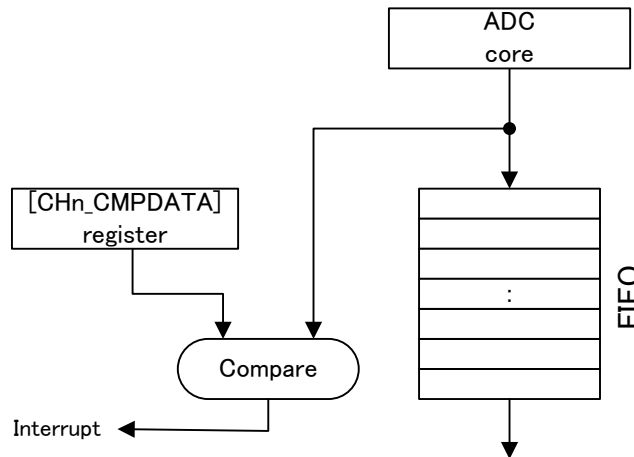 ADC
core
[CHn_CMPDATA]
register
:
FIFO
Compare
Interrupt